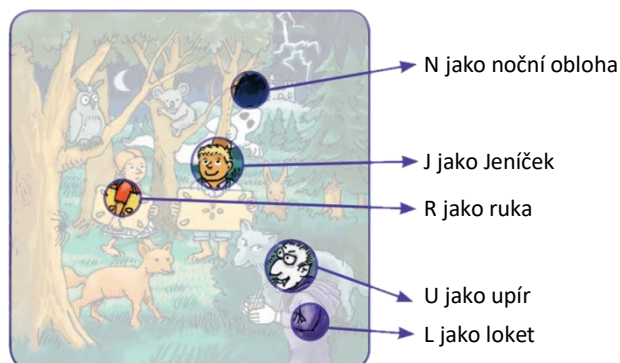 N jako noční obloha
J jako Jeníček
R jako ruka
U jako upír
L jako loket